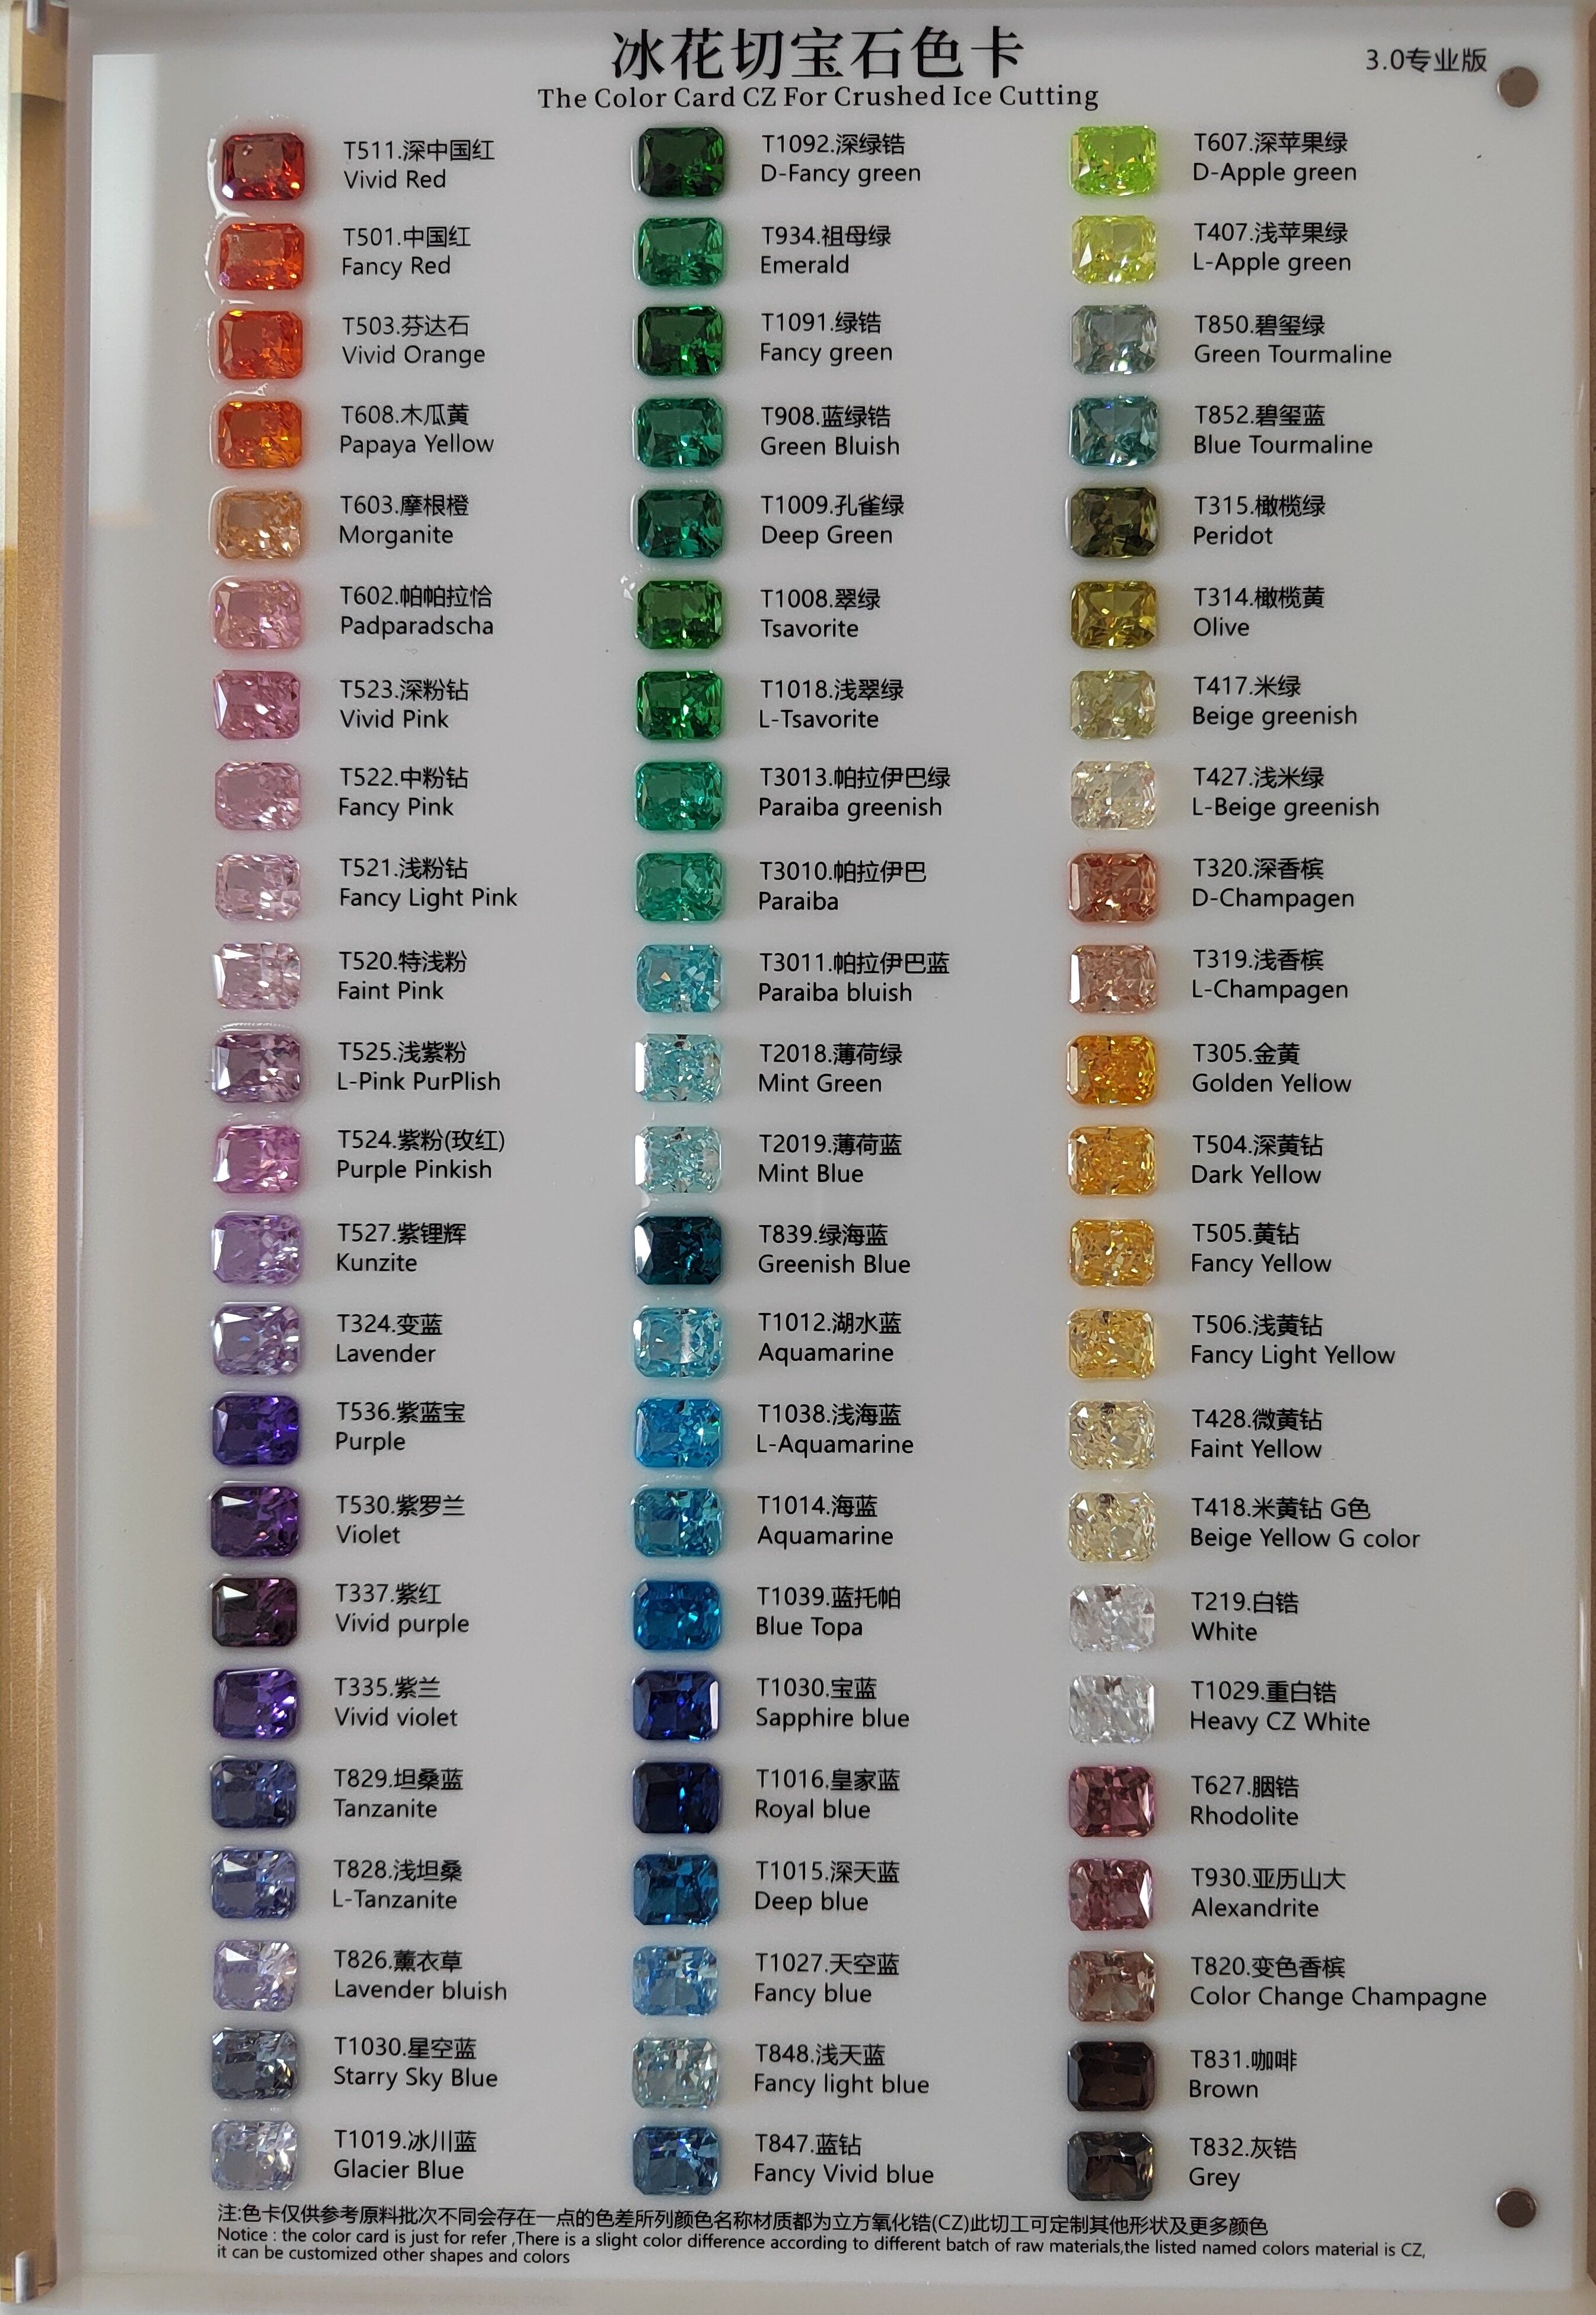 冰花切宝石色卡
3.0专业版
The Color Card CZ For Crushed Ice Cutting
T511.深中国红
Vivid Red
T501.中国红
Fancy Red
T503.芬达石
Vivid Orange
T608.木瓜黄
Papaya Yellow
T603.摩根橙
Morganite
T602.帕帕拉恰
Padparadscha
T523.深粉钻
Vivid Pink
T522.中粉钻
Fancy Pink
T521.浅粉钻
Fancy Light Pink
T520.特浅粉
Faint Pink
T525.浅紫粉
L-Pink PurPlish
T524.紫粉(玫红)
Purple Pinkish
T527.紫锂辉
Kunzite
T324.变蓝
Lavender
T536.紫蓝宝
Purple
T530.紫罗兰
Violet
T337.紫红
Vivid purple
T335.紫兰
Vivid violet
T829.坦桑蓝
Tanzanite
T828.浅坦桑
L-Tanzanite
T826.薰衣草
Lavender bluish
T1030.星空蓝
Starry Sky Blue
T1019.冰川蓝
Glacier Blue
T1092.深绿锆
D-Fancy green
T934.祖母绿
Emerald
T1091.绿锆
Fancy green
T908.蓝绿锆
Green Bluish
T1009.孔雀绿
Deep Green
T1008.翠绿
Tsavorite
T1018.浅翠绿
L-Tsavorite
T3013.帕拉伊巴绿
Paraiba greenish
T3010.帕拉伊巴
Paraiba
T3011.帕拉伊巴蓝
Paraiba bluish
T2018.薄荷绿
Mint Green
T2019.薄荷蓝
Mint Blue
T839.绿海蓝
Greenish Blue
T1012.湖水蓝
Aquamarine
T1038.浅海蓝
L-Aquamarine
T1014.海蓝
Aquamarine
T1039.蓝托帕
Blue Topa
T1030.宝蓝
Sapphire blue
T1016.皇家蓝
Royal blue
T1015.深天蓝
Deep blue
T1027.天空蓝
Fancy blue
T848.浅天蓝
Fancy light blue
T847.蓝钻
Fancy Vivid blue
T607.深苹果绿
D-Apple green
T407.浅苹果绿
L-Apple green
T850.碧玺绿
Green Tourmaline
T852.碧玺蓝
Blue Tourmaline
T315.橄榄绿
Peridot
T314.橄榄黄
Olive
T417.米绿
Beige greenish
T427.浅米绿
L-Beige greenish
T320.深香槟
D-Champagen
T319.浅香槟
L-Champagen
T305.金黄
Golden Yellow
T504.深黄钻
Dark Yellow
T505.黄钻
Fancy Yellow
T506.浅黄钻
Fancy Light Yellow
T428.微黄钻
Faint Yellow
T418.米黄钻 G色
Beige Yellow G color
T219.白锆
White
T1029.重白锆
Heavy CZ White
T627.胭锆
Rhodolite
T930.亚历山大
Alexandrite
T820.变色香槟
Color Change Champagne
T831.咖啡
Brown
T832.灰锆
Grey
注:色卡仅供参考原料批次不同会存在一点的色差所列颜色名称材质都为立方氧化锆(CZ)此切工可定制其他形状及更多颜色
Notice : the color card is just for refer ,There is a slight color difference according to different batch of raw materials,the listed named colors material is CZ,
it can be customized other shapes and colors